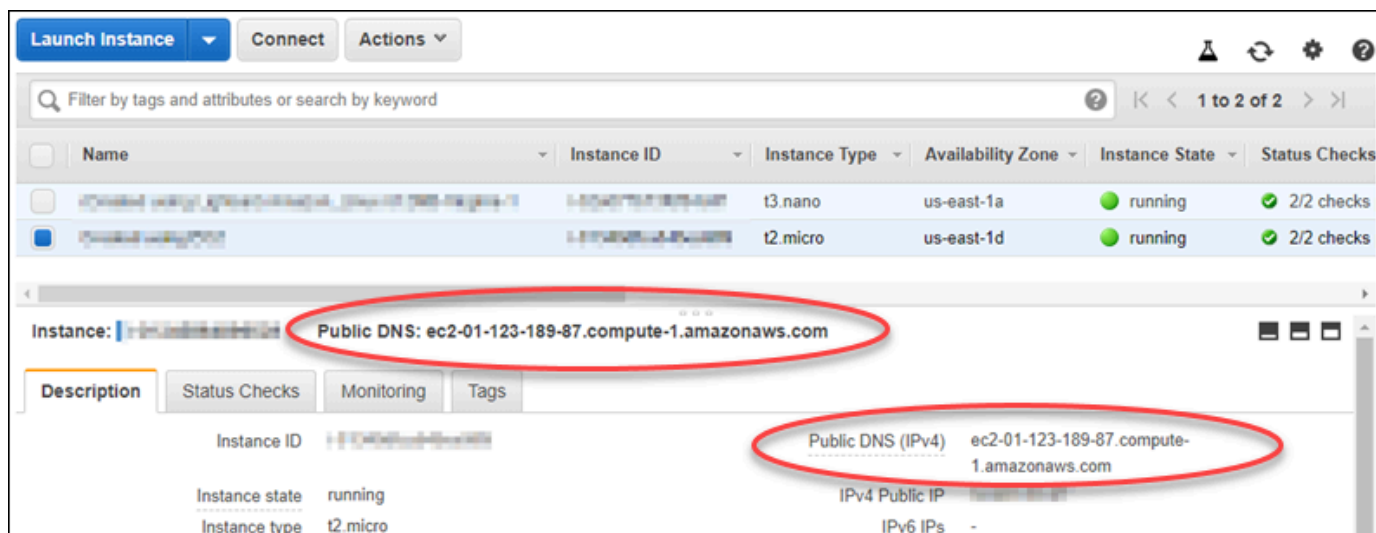 Launch Instance Connect Actions
Filter by tags and attributes or search by keyword 1 to 2 of 2
Name Instance ID Instance Type Availability Zone Instance State Status Checks
t3.nano us-east-1a running 2/2 checks
t2.micro us-east-1d running 2/2 checks
Instance: Public DNS: ec2-01-123-189-87.compute-1.amazonaws.com
Description Status Checks Monitoring Tags
Instance ID Public DNS (IPv4) ec2-01-123-189-87.compute-
1.amazonaws.com
Instance state running IPv4 Public IP
Instance type t2.micro IPv6 IPs -